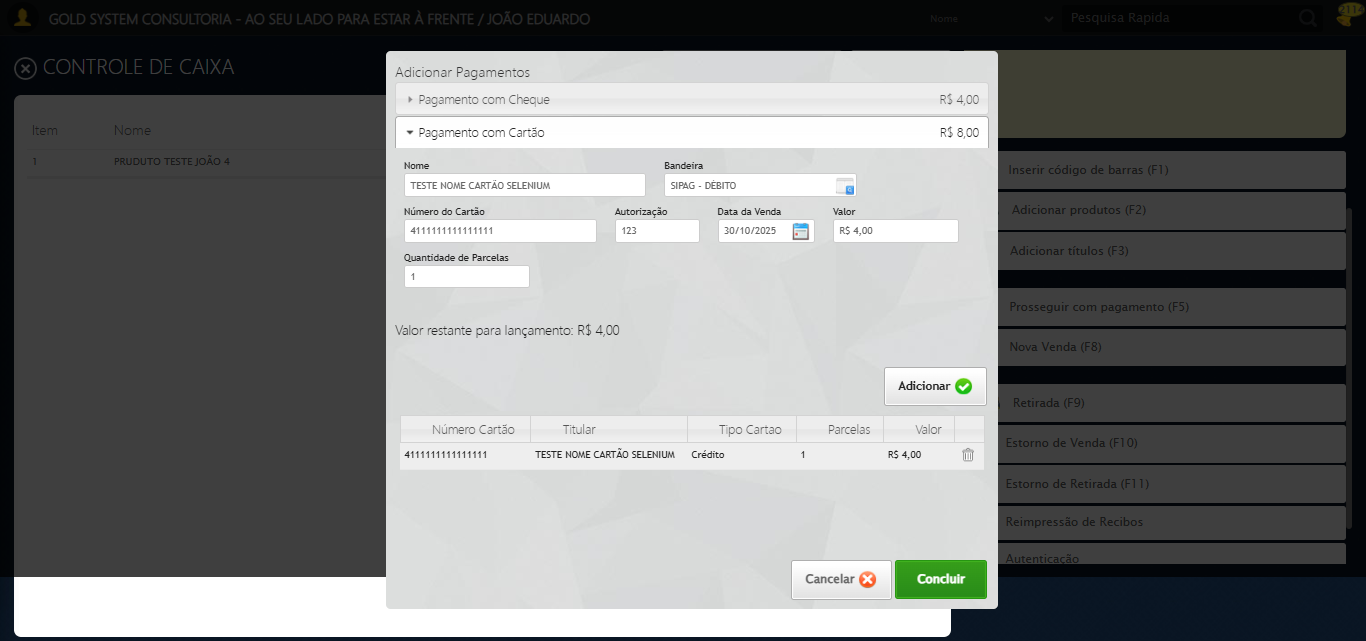 GOLD SYSTEM CONSULTORIA - AO SEU LADO PARA ESTAR À FRENTE / JOÃO EDUARDO
Nome
Pesquisa Rapida
CONTROLE DE CAIXA
Item Nome
1 PRUDUTO TESTE JOÃO 4
Adicionar Pagamentos
Pagamento com Cheque R$ 4,00
Pagamento com Cartão R$ 8,00
Nome Bandeira
TESTE NOME CARTÃO SELENIUM SIPAG - DÉBITO
Número do Cartão Autorização Data da Venda Valor
4111111111111111 123 30/10/2025 R$ 4,00
Quantidade de Parcelas
1
Valor restante para lançamento: R$ 4,00
Adicionar
Número Cartão Titular Tipo Cartao Parcelas Valor
4111111111111111 TESTE NOME CARTÃO SELENIUM Crédito 1 R$ 4,00
Cancelar Concluir
Inserir código de barras (F1)
Adicionar produtos (F2)
Adicionar títulos (F3)
Prosseguir com pagamento (F5)
Nova Venda (F8)
Retirada (F9)
Estorno de Venda (F10)
Estorno de Retirada (F11)
Reimpressão de Recibos
Autenticação